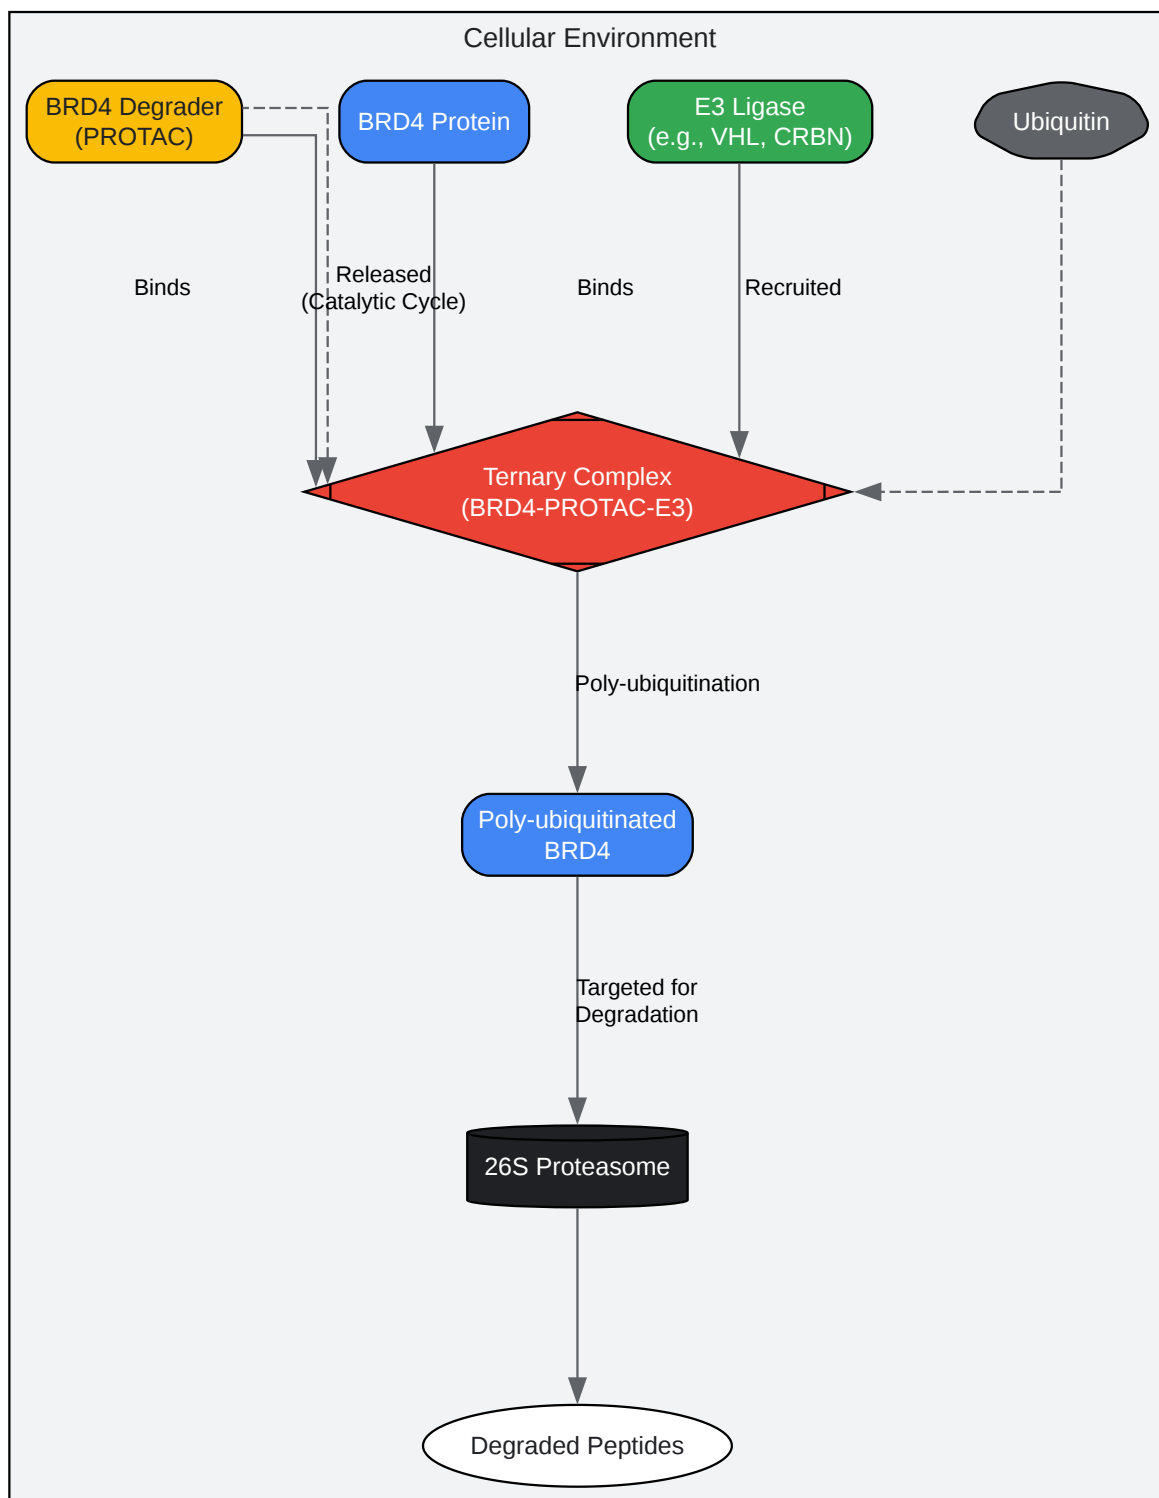 Cellular Environment
BRD4 Degrader
(PROTAC)
BRD4 Protein
E3 Ligase
(e.g., VHL, CRBN)
Ubiquitin
Binds
Released
(Catalytic Cycle)
Binds
Recruited
Ternary Complex
(BRD4-PROTAC-E3)
Poly-ubiquitination
Poly-ubiquitinated
BRD4
Targeted for
Degradation
26S Proteasome
Degraded Peptides